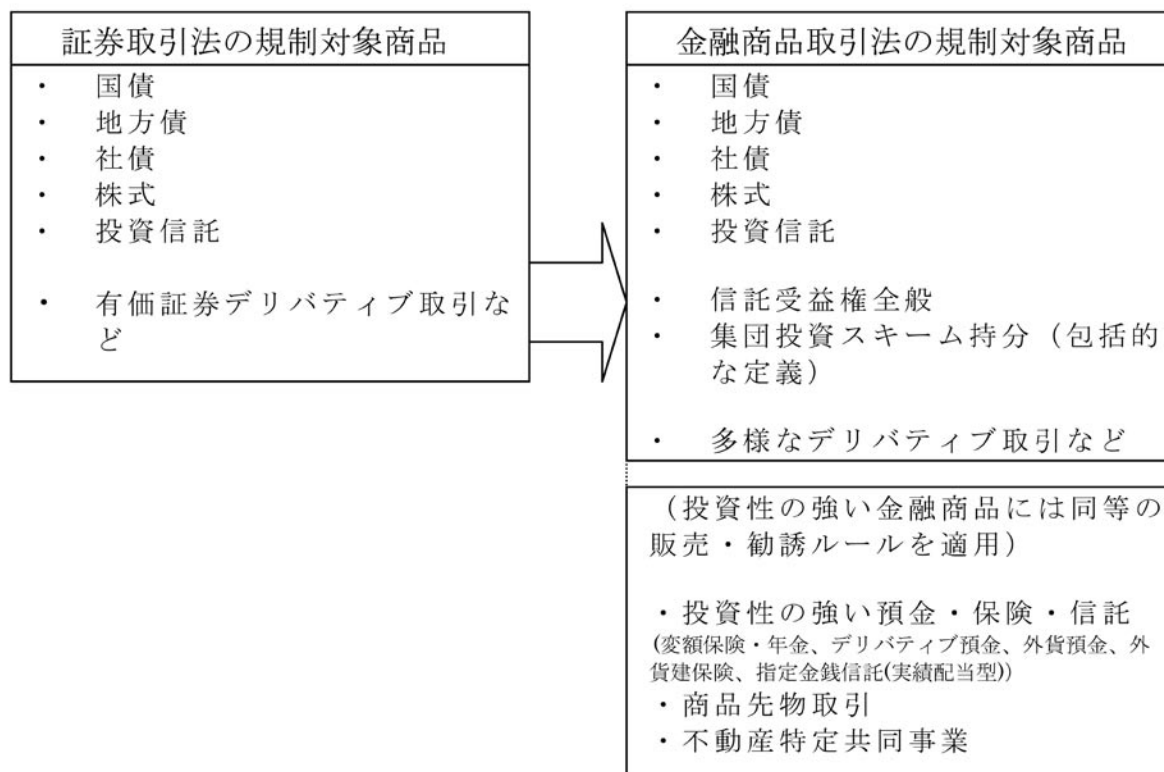 証券取引法の規制対象商品
・ 国債
・ 地方債
・ 社債
・ 株式
・ 投資信託
・ 有価証券デリバティブ取引な
ど
金融商品取引法の規制対象商品
・ 国債
・ 地方債
・ 社債
・ 株式
・ 投資信託
・ 信託受益権全般
・ 集団投資スキーム持分（包括的
な定義）
・ 多様なデリバティブ取引など
（投資性の強い金融商品には同等の
販売・勧誘ルールを適用）
・投資性の強い預金・保険・信託
(変額保険・年金、デリバティブ預金、外貨預金、外
貨建保険、指定金銭信託(実績配当型))
・商品先物取引
・不動産特定共同事業